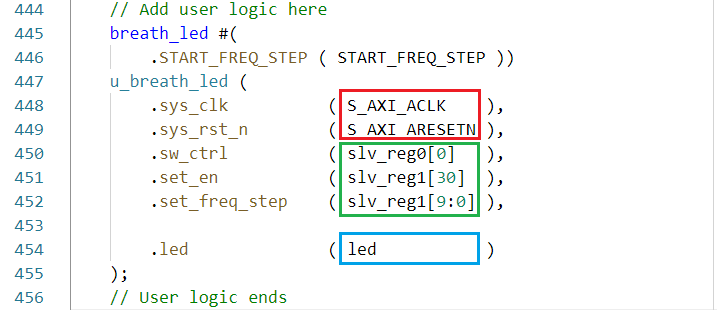 444 // Add user logic here
445 breath_led #(
446 .START_FREQ_STEP ( START_FREQ_STEP ))
447 u_breath_led (
448 .sys_clk ( S_AXI_ACLK ),
449 .sys_rst_n ( S_AXI_ARESETN ),
450 .sw_ctrl ( slv_reg0[0] ),
451 .set_en ( slv_reg1[30] ),
452 .set_freq_step ( slv_reg1[9:0] ),
453
454 .led ( led )
455 );
456 // User logic ends